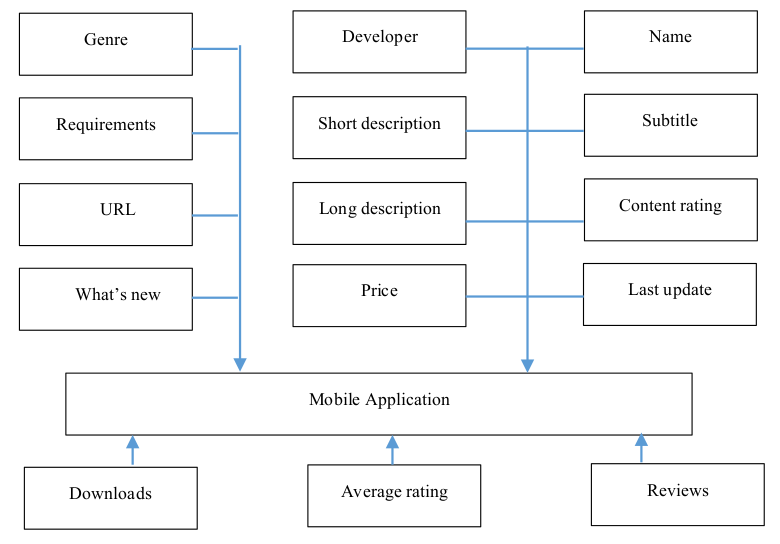 Genre
Developer
Name
Requirements
Short description
Subtitle
URL
Long description
Content rating
What’s new
Price
Last update
Mobile Application
Downloads
Average rating
Reviews